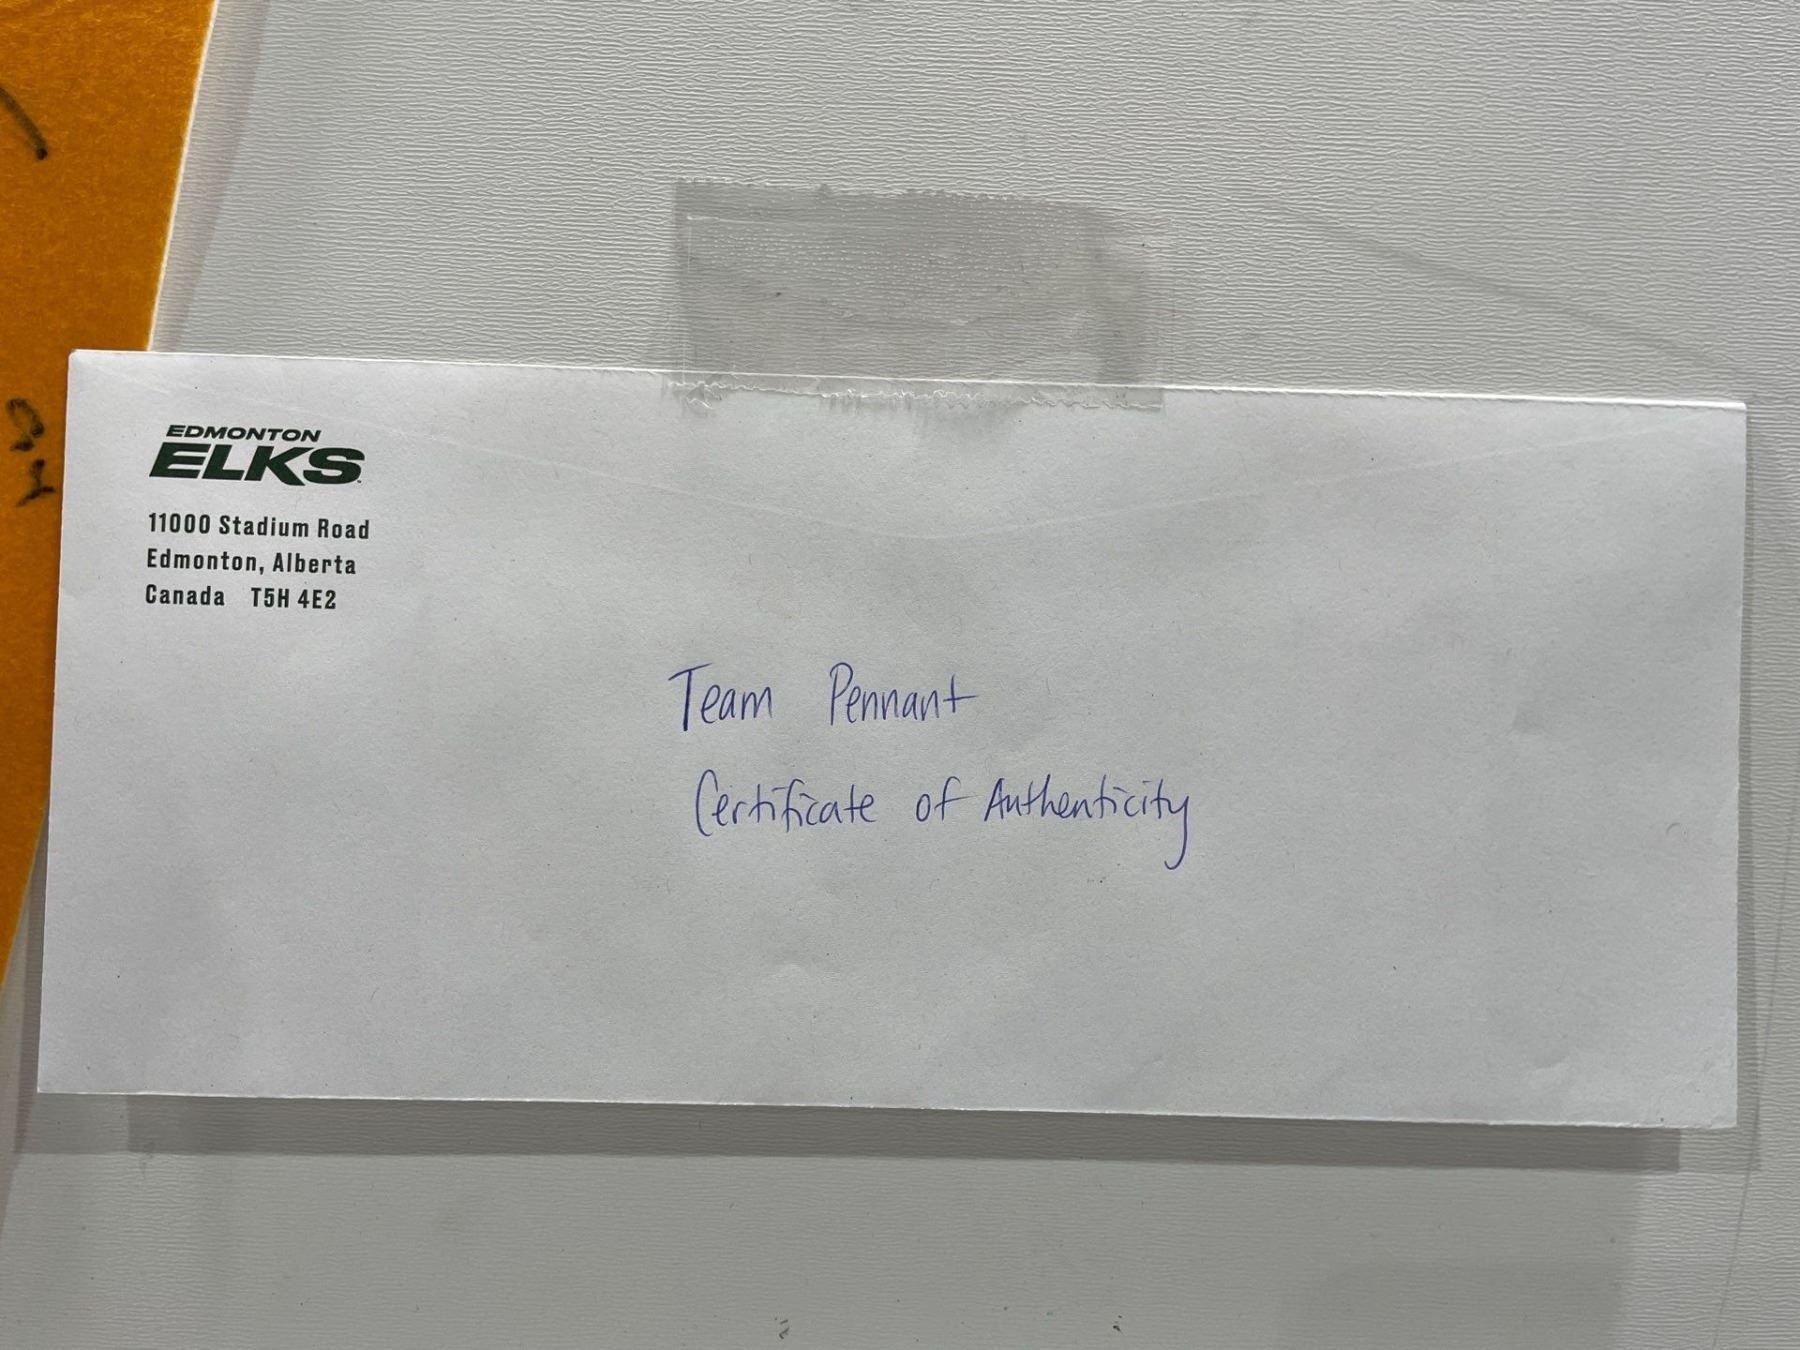 EDMONTON
ELKS
11000 Stadium Road
Edmonton, Alberta
Canada T5H 4E2
Team Pennant
Certificate of Authenticity